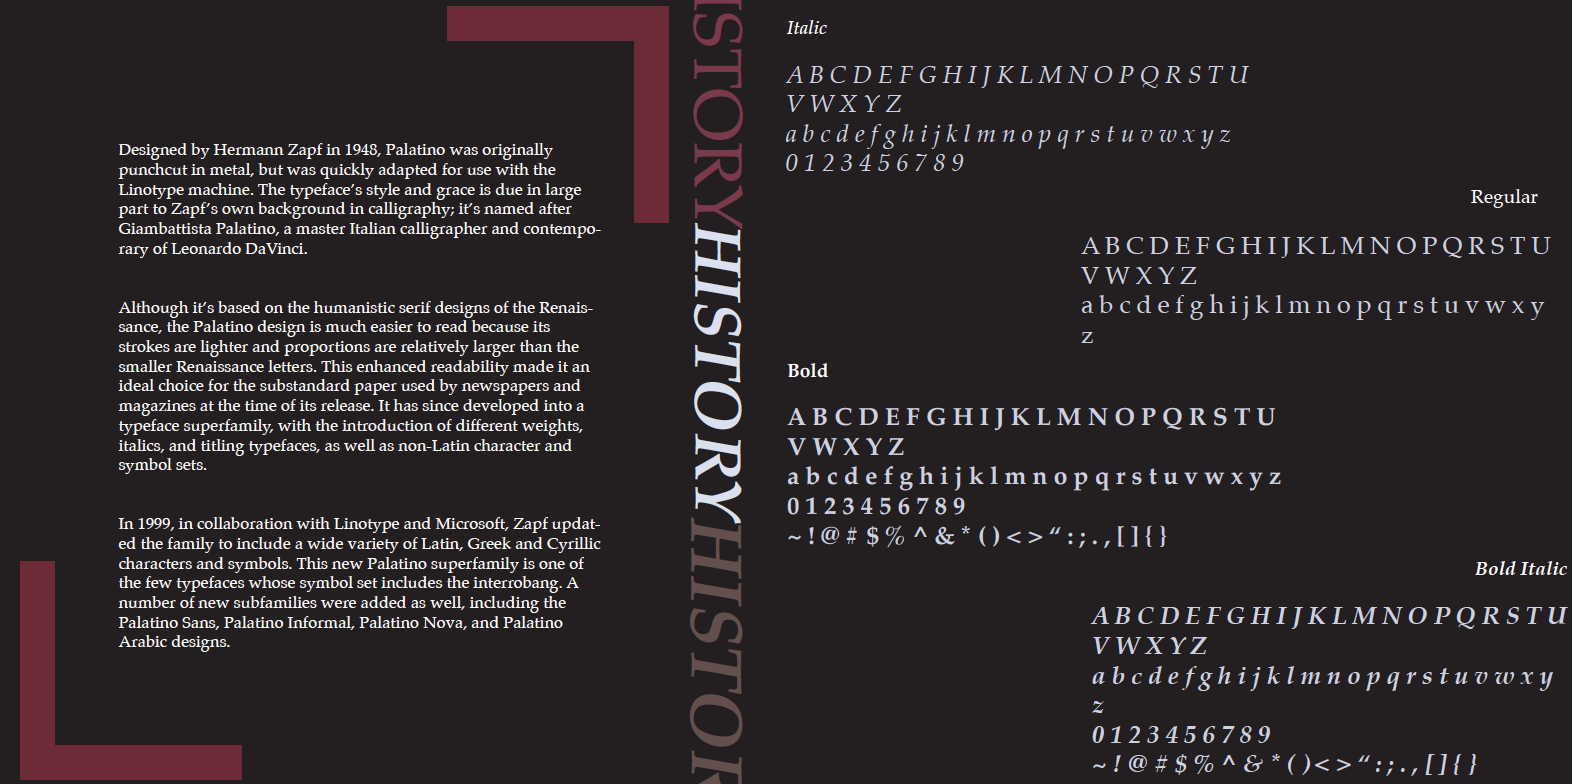 Designed by Hermann Zapf in 1948, Palatino was originally
punchcut in metal, but was quickly adapted for use with the
Linotype machine. The typeface’s style and grace is due in large
part to Zapf’s own background in calligraphy; it’s named after
Giambattista Palatino, a master Italian calligrapher and contempo-
rary of Leonardo DaVinci.
Although it’s based on the humanistic serif designs of the Renais-
sance, the Palatino design is much easier to read because its
strokes are lighter and proportions are relatively larger than the
smaller Renaissance letters. This enhanced readability made it an
ideal choice for the substandard paper used by newspapers and
magazines at the time of its release. It has since developed into a
typeface superfamily, with the introduction of different weights,
italics, and titling typefaces, as well as non-Latin character and
symbol sets.
In 1999, in collaboration with Linotype and Microsoft, Zapf updat-
ed the family to include a wide variety of Latin, Greek and Cyrillic
characters and symbols. This new Palatino superfamily is one of
the few typefaces whose symbol set includes the interrobang. A
number of new subfamilies were added as well, including the
Palatino Sans, Palatino Informal, Palatino Nova, and Palatino
Arabic designs.
ISTORYHISTORYHISTOR
Italic
A B C D E F G H I J K L M N O P Q R S T U
V W X Y Z
a b c d e f g h i j k l m n o p q r s t u v w x y z
0 1 2 3 4 5 6 7 8 9
Regular
A B C D E F G H I J K L M N O P Q R S T U
V W X Y Z
a b c d e f g h i j k l m n o p q r s t u v w x y
z
Bold
A B C D E F G H I J K L M N O P Q R S T U
V W X Y Z
a b c d e f g h i j k l m n o p q r s t u v w x y z
0 1 2 3 4 5 6 7 8 9
~ ! @ # $ % ^ & * ( ) < > “ : ; . , [ ] { }
Bold Italic
A B C D E F G H I J K L M N O P Q R S T U
V W X Y Z
a b c d e f g h i j k l m n o p q r s t u v w x y
z
0 1 2 3 4 5 6 7 8 9
~ ! @ # $ % ^ & * ( ) < > “ : ; . , [ ] { }